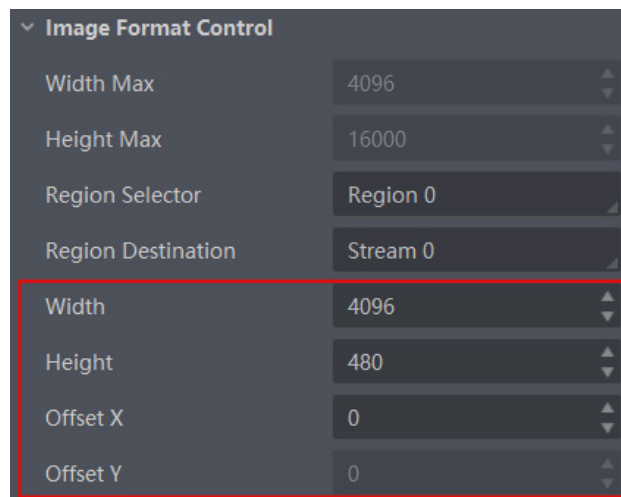 Image Format Control
Width Max 4096
Height Max 16000
Region Selector Region 0
Region Destination Stream 0
Width 4096
Height 480
Offset X 0
Offset Y 0